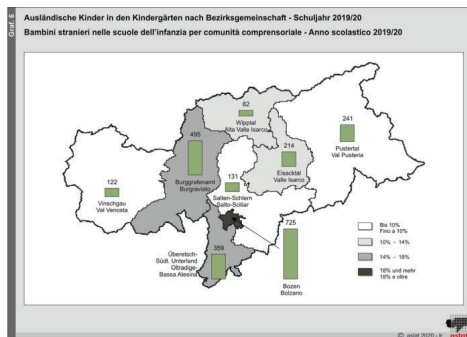 Graf. 6
Ausländische Kinder in den Kindergärten nach Bezirksgemeinschaft - Schuljahr 2019/20
Bambini stranieri nelle scuole dell'infanzia per comunità comprensoriale - Anno scolastico 2019/20
82
Wipptal
Alta Valle Isarco
241
Pustertal
Val Pusteria
495
Burggrafenamt
Burgraviato
214
Eisacktal
Valle Isarco
122
Vinschgau
Val Venosta
131
Salten-Schlern
Salto-Sciliar
725
Bozen
Bolzano
359
Überetsch-
Südt. Unterland
Oltradige-
Bassa Atesina
Bis 10%
Fino a 10%
10% - 14%
14% - 18%
18% und mehr
18% e oltre
© astat 2020 - lr
astat